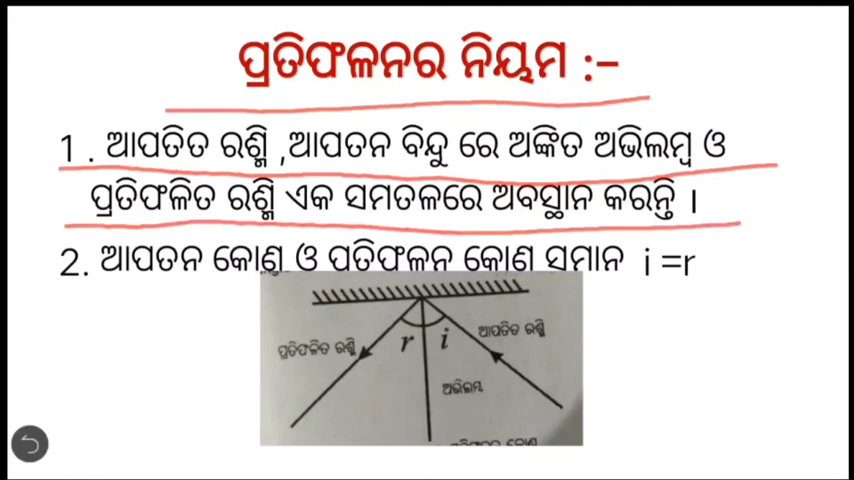 ପ୍ରତିଫଳନର ନିୟମ :–
1 . ଆପତିତ ରଶ୍ମି ,ଆପତନ ବିନ୍ଦୁ ରେ ଅଙ୍କିତ ଅଭିଲମ୍ବ ଓ
ପ୍ରତିଫଳିତ ରଶ୍ମି ଏକ ସମତଳରେ ଅବସ୍ଥାନ କରନ୍ତି ।
2. ଆପତନ କୋଣ ଓ ପ୍ରତିଫଳନ କୋଣ ସମାନ i =r
ଆପତିତ ରଶ୍ମି
ପ୍ରତିଫଳିତ ରଶ୍ମି
r i
ଅଭିଲମ୍ବ